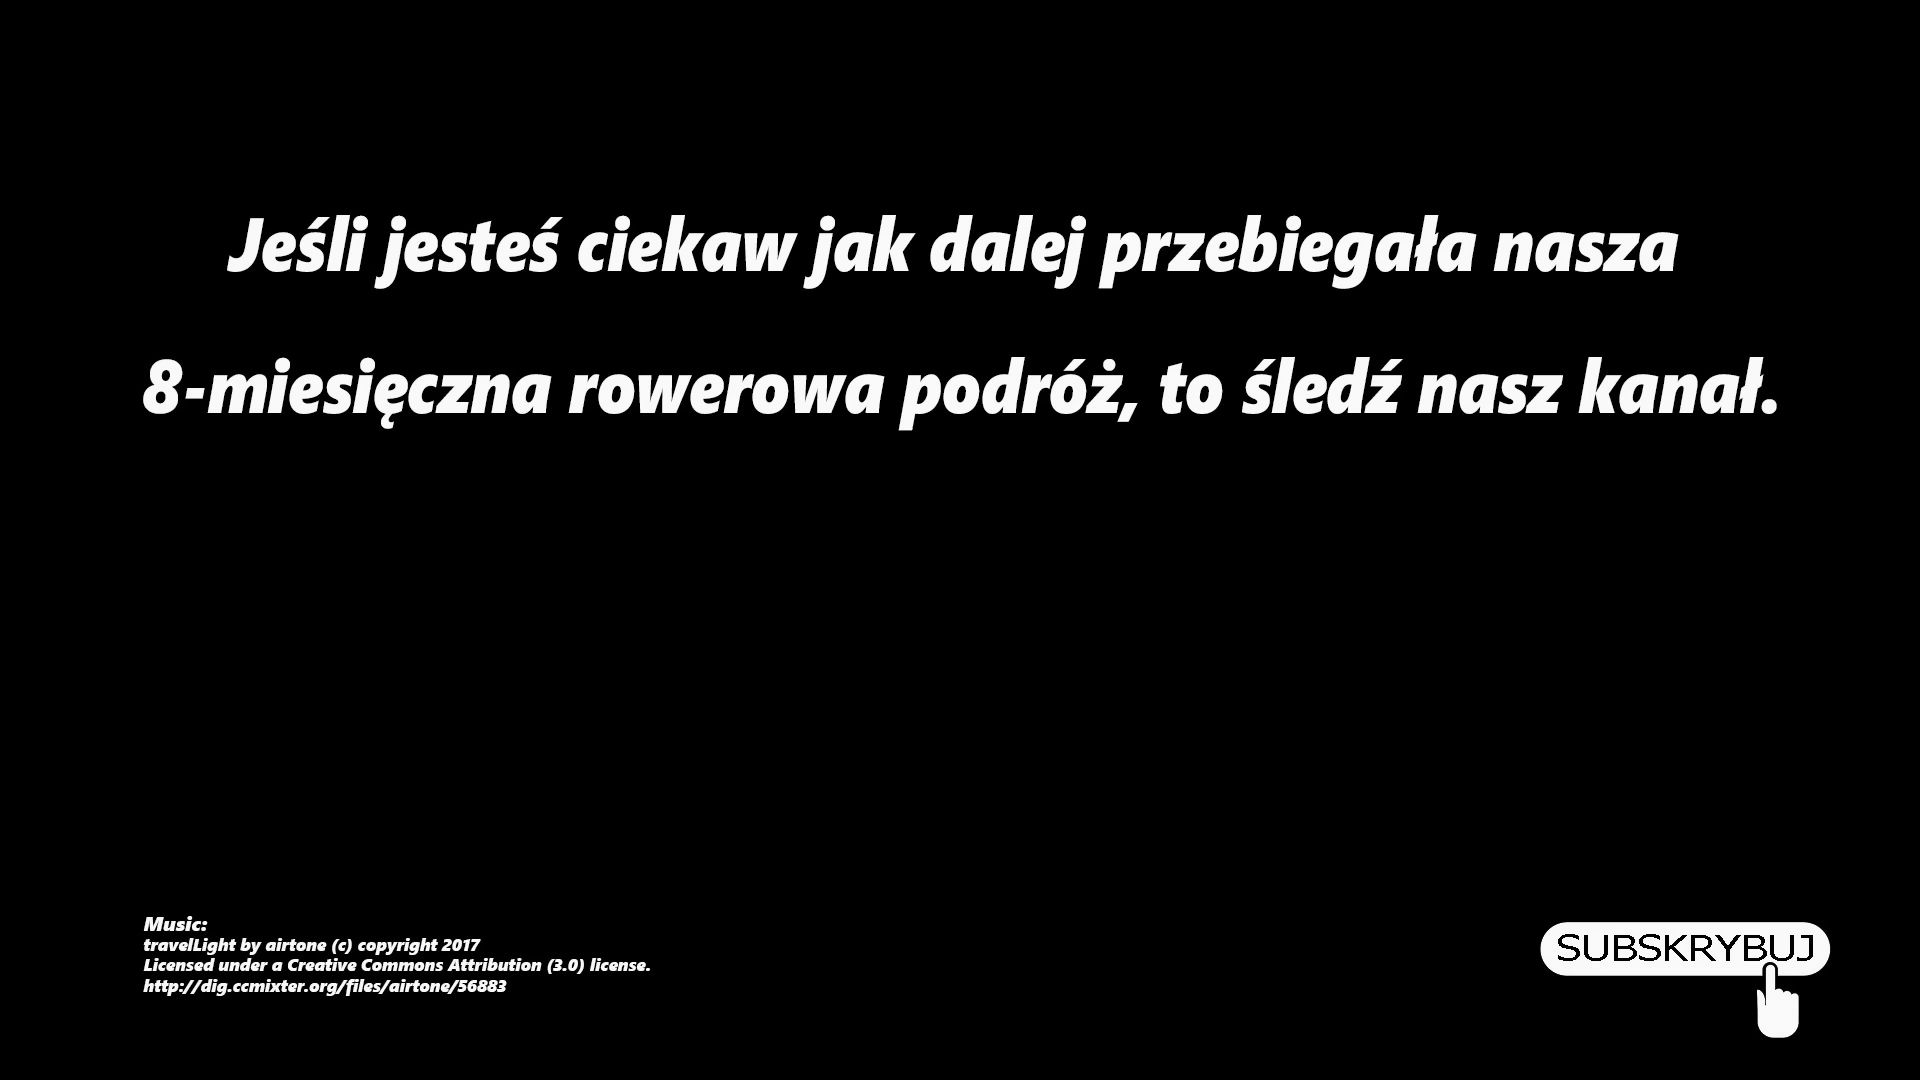 Jeśli jesteś ciekaw jak dalej przebiegała nasza
8-miesięczna rowerowa podróż, to śledź nasz kanał.
Music:
travelLight by airtone (c) copyright 2017
Licensed under a Creative Commons Attribution (3.0) license.
http://dig.ccmixter.org/files/airtone/56883
SUBSKRYBUJ